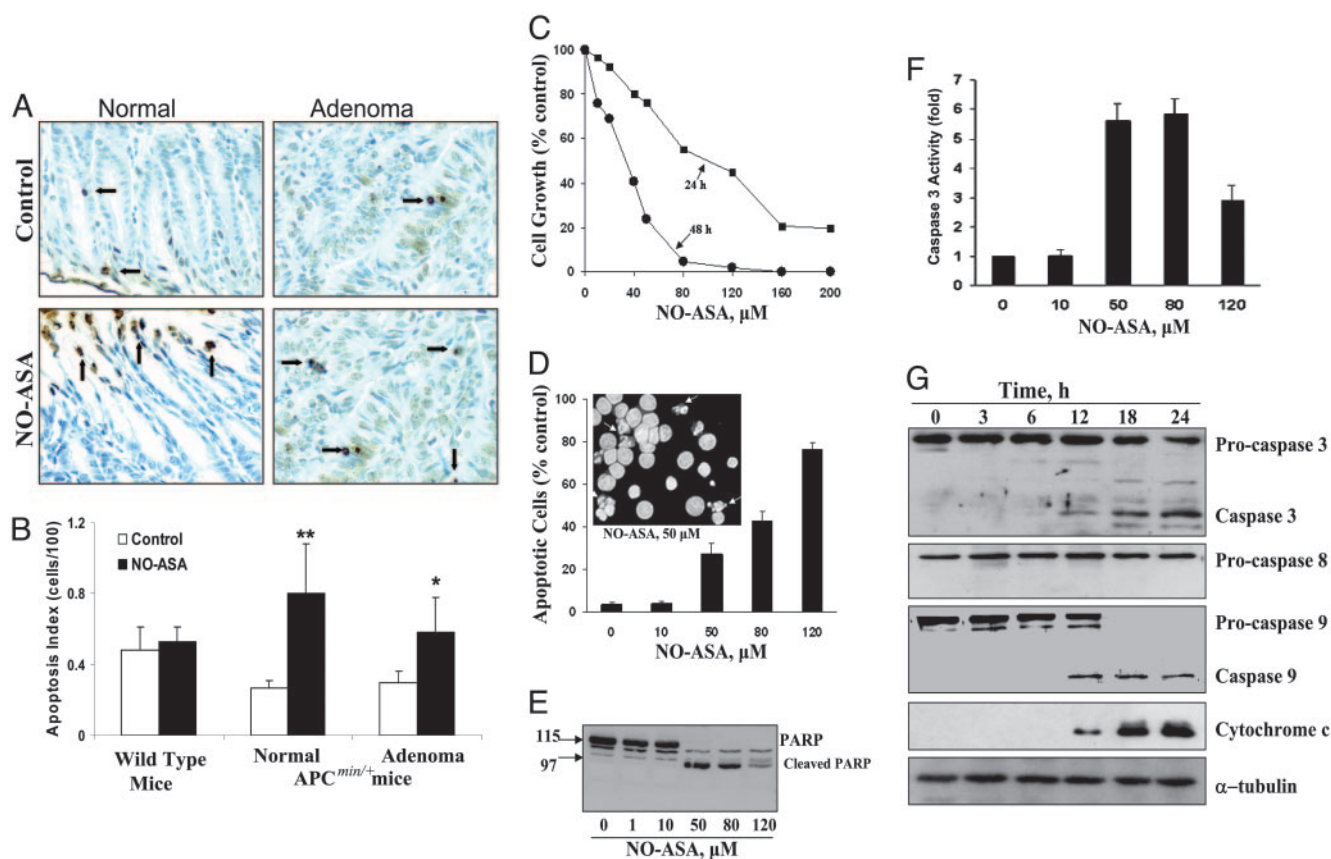 A
Normal
Adenoma
Control
NO-ASA
B
Apoptosis Index (cells/100)
1.2
0.8
0.4
0
Control
NO-ASA
**
*
Wild Type
Mice
Normal
Adenoma
APC min/+ mice
C
Cell Growth (% control)
100
80
60
40
20
0
24 h
48 h
0 40 80 120 160 200
NO-ASA, μM
D
Apoptotic Cells (% control)
100
80
60
40
20
0
NO-ASA, 50 μM
0 10 50 80 120
NO-ASA, μM
E
115
97
PARP
Cleaved PARP
0 1 10 50 80 120
NO-ASA, μM
F
Caspase 3 Activity (fold)
7
6
5
4
3
2
1
0
0 10 50 80 120
NO-ASA, μM
G
Time, h
0 3 6 12 18 24
Pro-caspase 3
Caspase 3
Pro-caspase 8
Pro-caspase 9
Caspase 9
Cytochrome c
α−tubulin